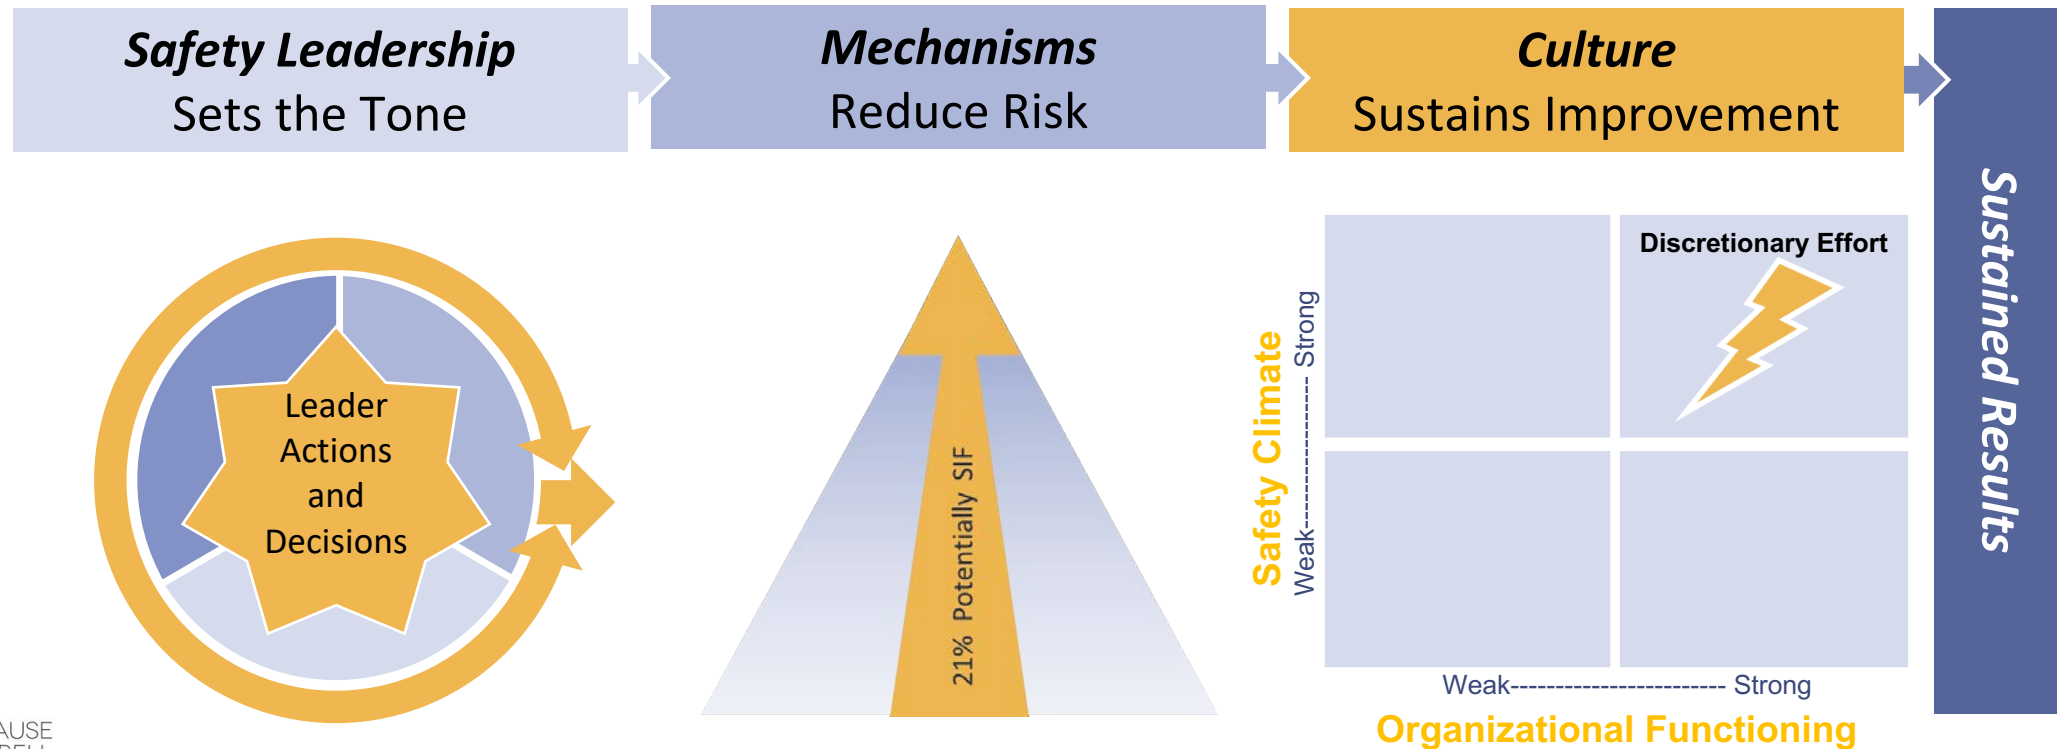 Safety Leadership
Sets the Tone
Mechanisms
Reduce Risk
Culture
Sustains Improvement
Sustained Results
Leader
Actions
and
Decisions
21% Potentially SIF
Discretionary Effort
Safety Climate
Weak----------------- Strong
Weak------------------------ Strong
Organizational Functioning